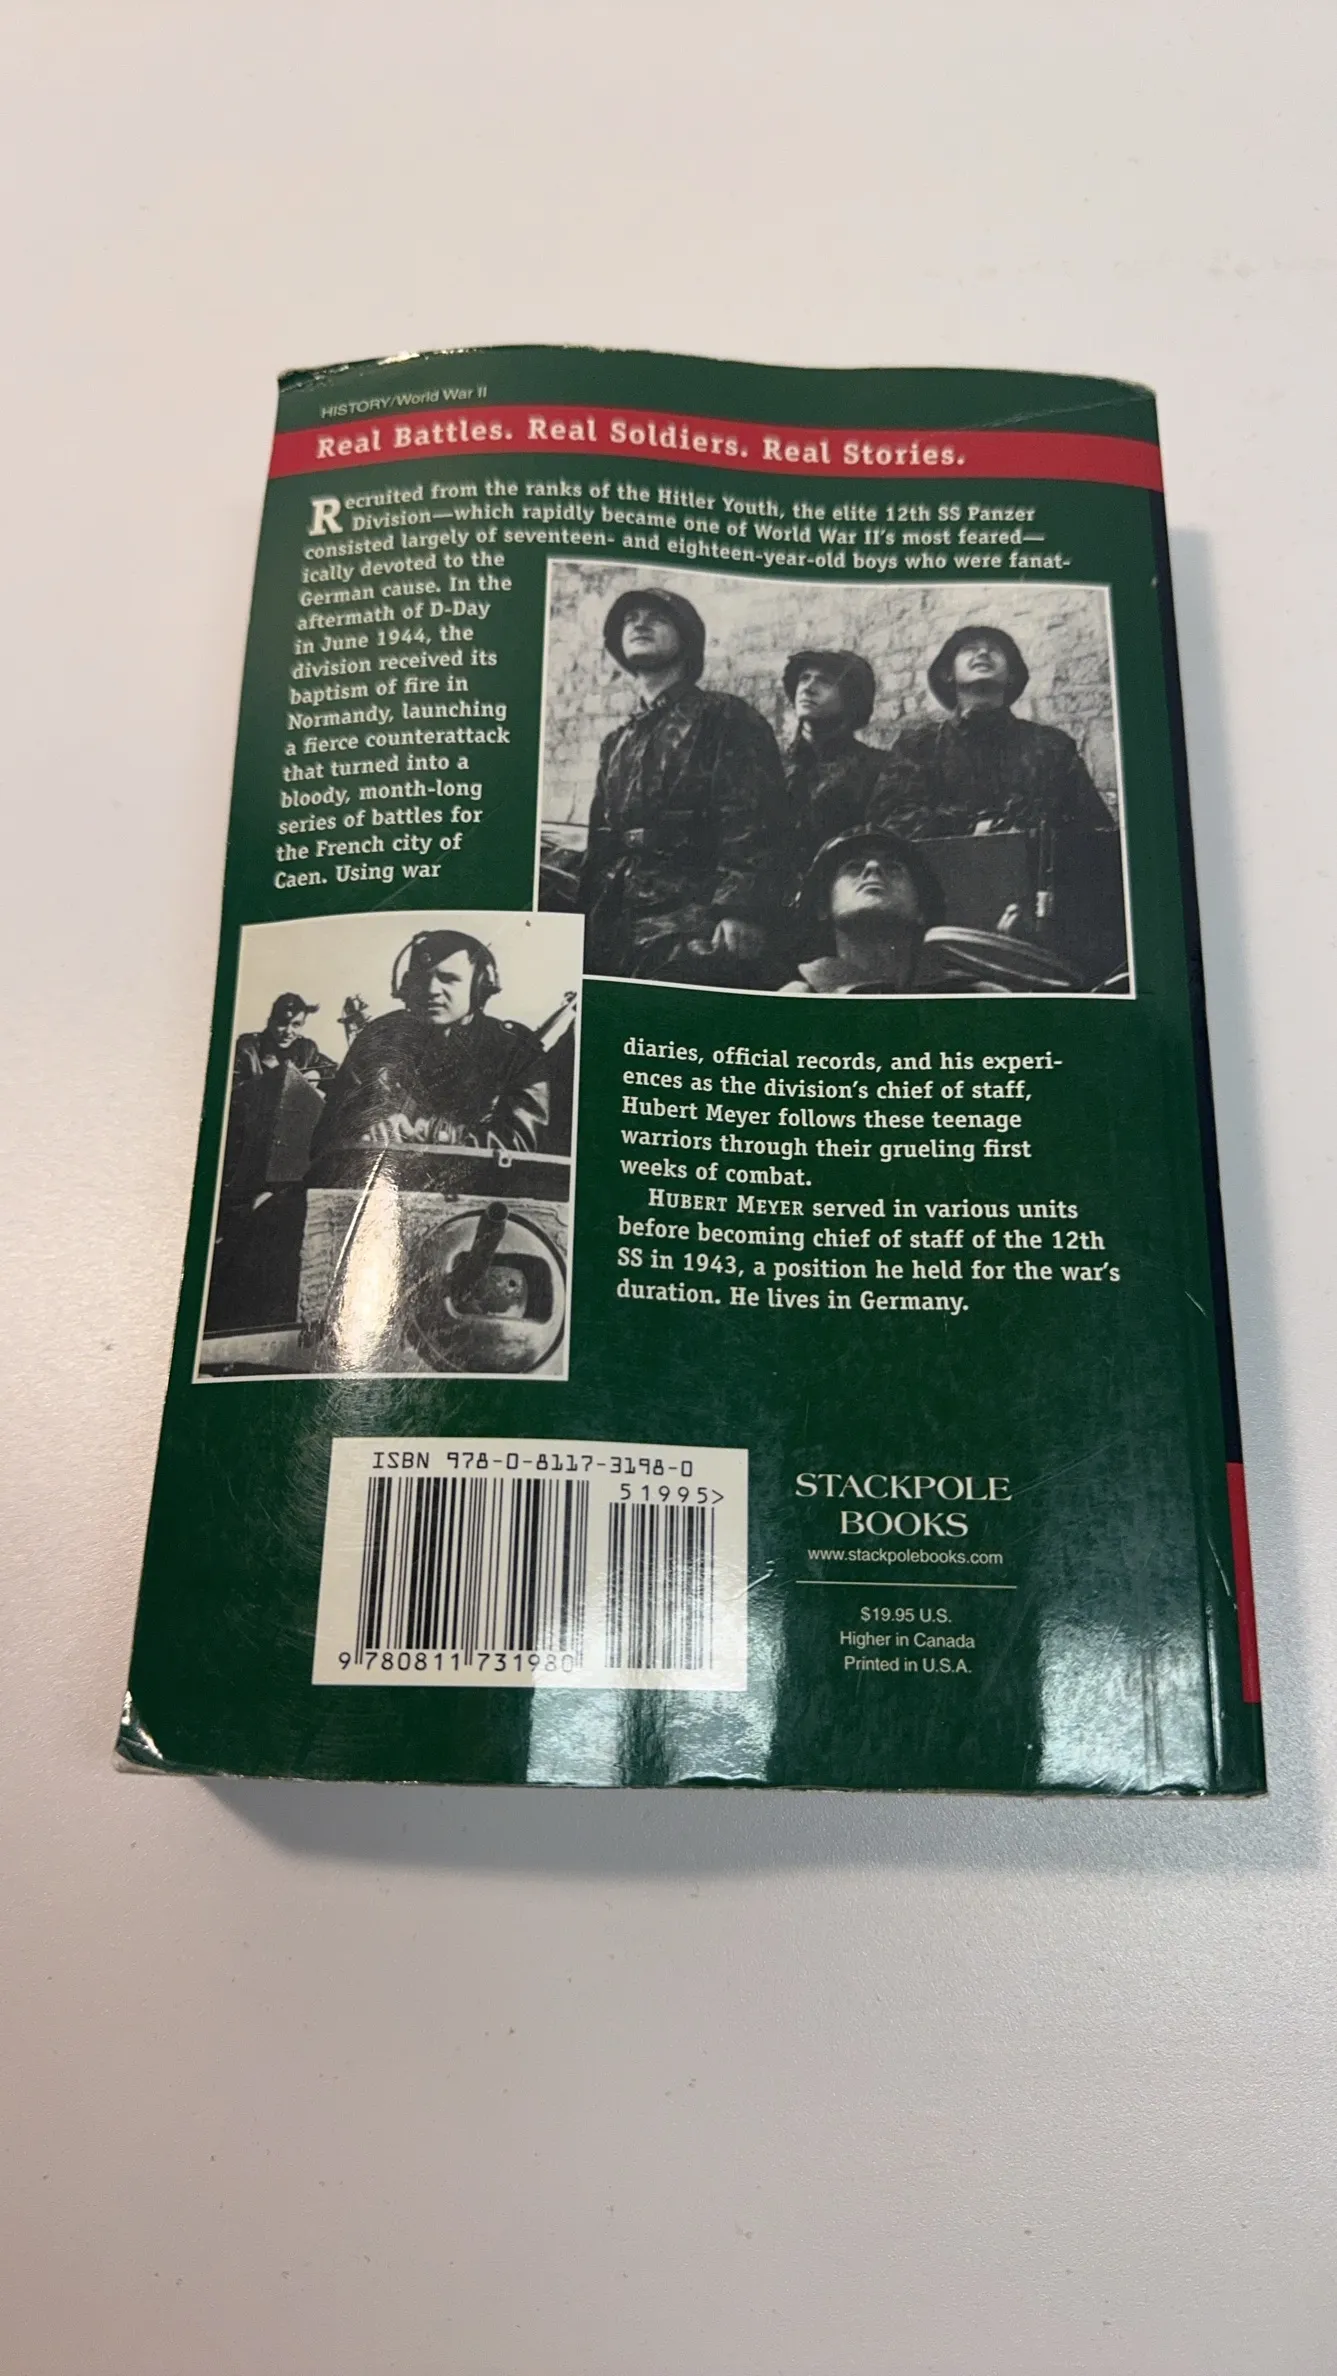 HISTORY/World War II
Real Battles. Real Soldiers. Real Stories.
Recruited from the ranks of the Hitler Youth, the elite 12th SS Panzer
Division—which rapidly became one of World War II's most feared—
consisted largely of seventeen- and eighteen-year-old boys who were fanat-
ically devoted to the
German cause. In the
aftermath of D-Day
in June 1944, the
division received its
baptism of fire in
Normandy, launching
a fierce counterattack
that turned into a
bloody, month-long
series of battles for
the French city of
Caen. Using war
diaries, official records, and his experi-
ences as the division's chief of staff,
Hubert Meyer follows these teenage
warriors through their grueling first
weeks of combat.
HUBERT MEYER served in various units
before becoming chief of staff of the 12th
SS in 1943, a position he held for the war's
duration. He lives in Germany.
ISBN 978-0-8117-3198-0
51995>
9 780811 731980
STACKPOLE
BOOKS
www.stackpolebooks.com
$19.95 U.S.
Higher in Canada
Printed in U.S.A.